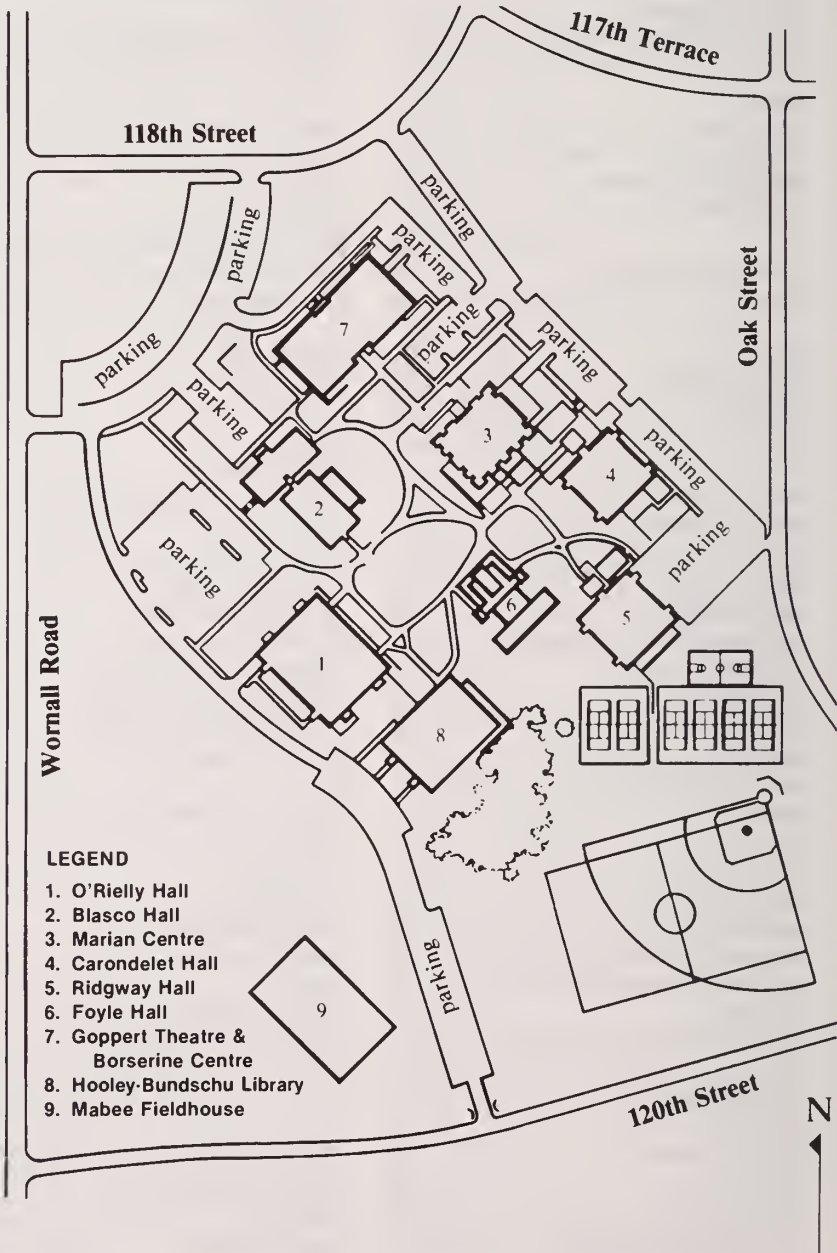 117th Terrace
118th Street
parking
parking
parking
parking
7
parking
parking
Oak Street
parking
3
parking
4
2
parking
parking
6
5
1
Wornall Road
8
LEGEND
1. O'Rielly Hall
2. Blasco Hall
3. Marian Centre
4. Carondelet Hall
5. Ridgway Hall
6. Foyle Hall
7. Goppert Theatre &
Borserine Centre
8. Hooley-Bundschu Library
9. Mabee Fieldhouse
9
parking
120th Street
N